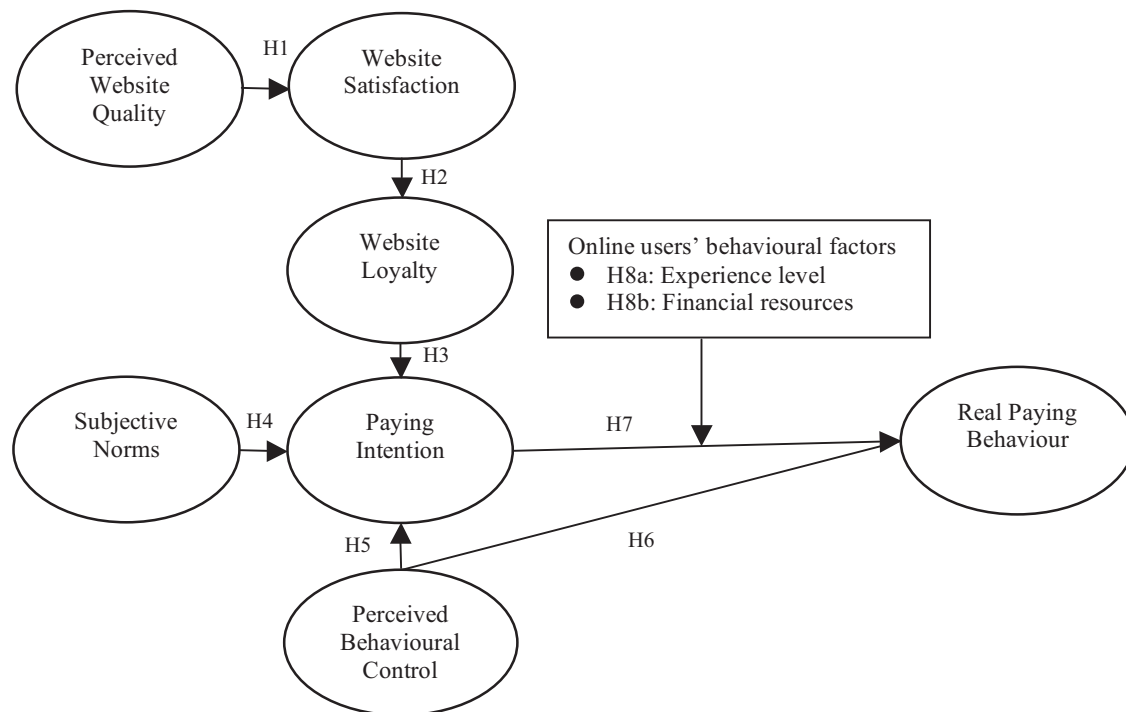 Perceived
Website
Quality
H1
Website
Satisfaction
H2
Website
Loyalty
Online users' behavioural factors
● H8a: Experience level
● H8b: Financial resources
H3
Subjective
Norms
H4
Paying
Intention
H7
Real Paying
Behaviour
H5
H6
Perceived
Behavioural
Control